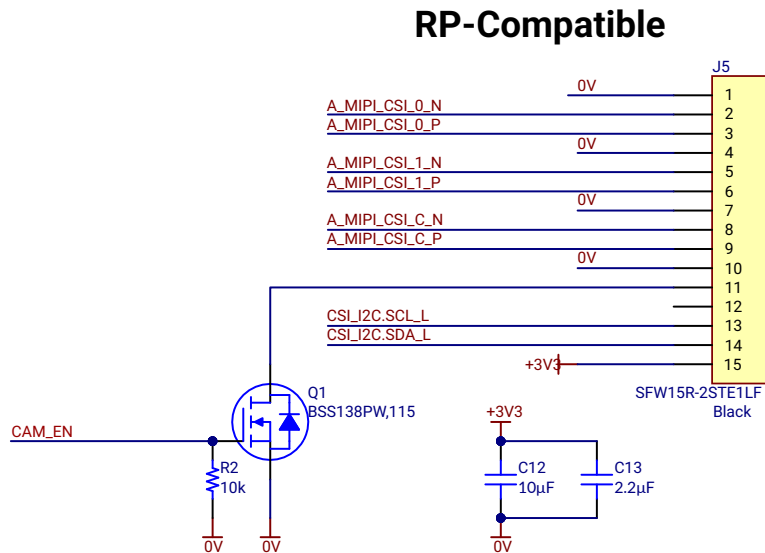 RP-Compatible
J5
0V
1
A_MIPI_CSI_0_N
2
A_MIPI_CSI_0_P
3
0V
4
A_MIPI_CSI_1_N
5
A_MIPI_CSI_1_P
6
0V
7
A_MIPI_CSI_C_N
8
A_MIPI_CSI_C_P
9
0V
10
11
12
CSI_I2C.SCL_L
13
CSI_I2C.SDA_L
14
+3V3
15
SFW15R-2STE1LF
Black
Q1
BSS138PW,115
CAM_EN
R2
10k
0V
0V
+3V3
C12
10µF
C13
2.2µF
0V